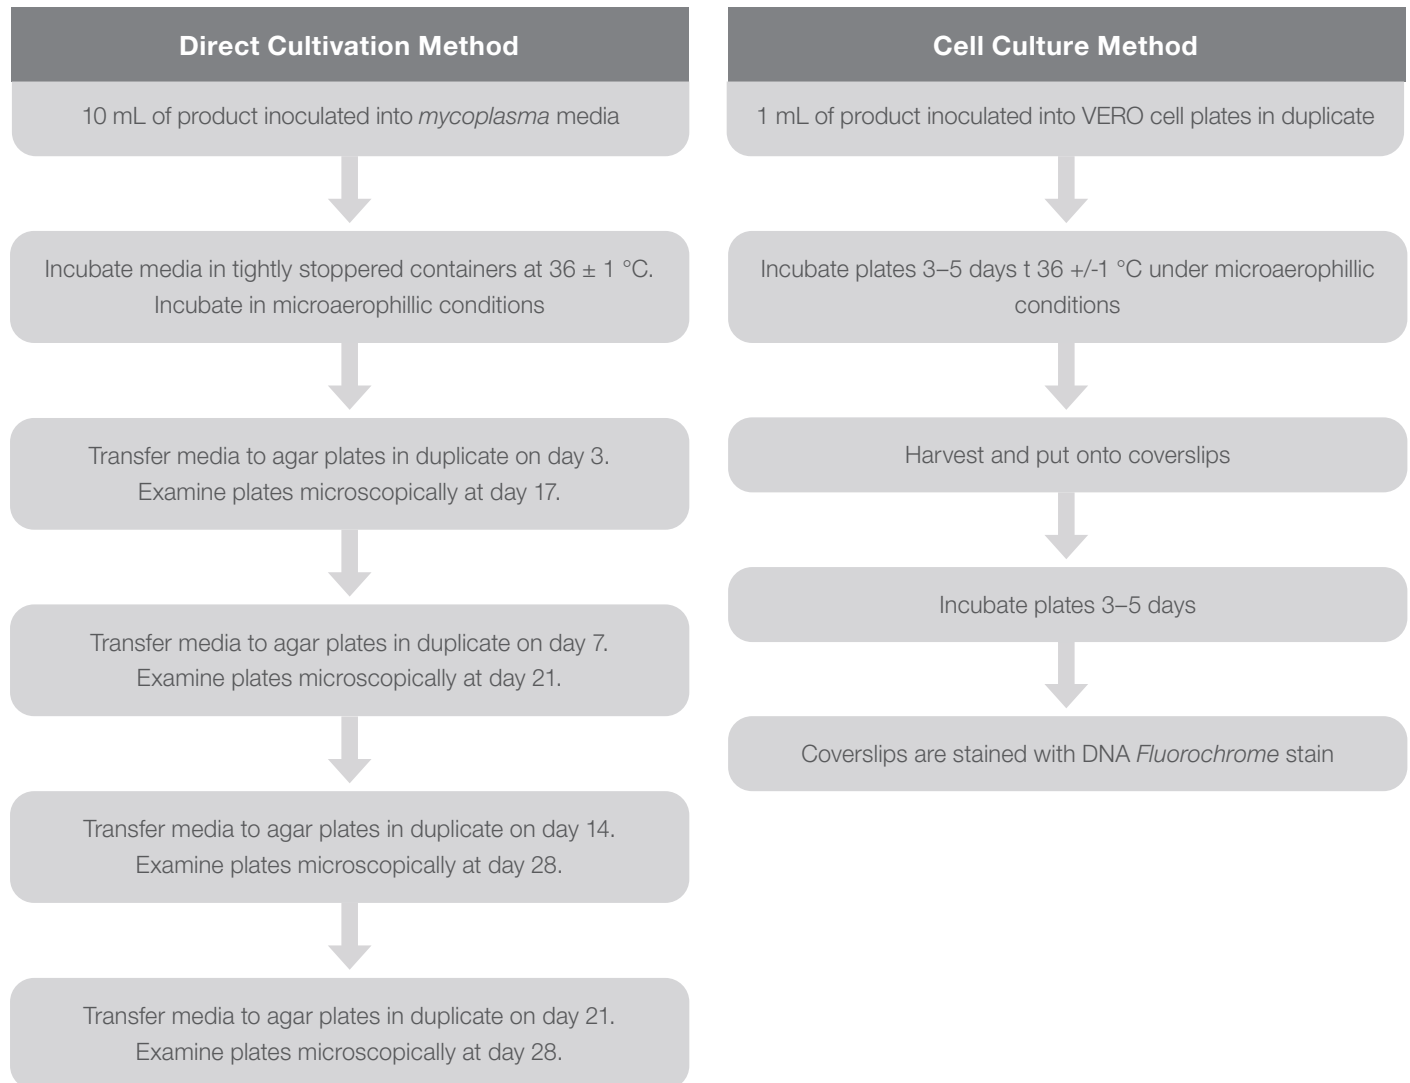 Direct Cultivation Method
10 mL of product inoculated into mycoplasma media
Incubate media in tightly stoppered containers at 36 ± 1 °C.
Incubate in microaerophillic conditions
Transfer media to agar plates in duplicate on day 3.
Examine plates microscopically at day 17.
Transfer media to agar plates in duplicate on day 7.
Examine plates microscopically at day 21.
Transfer media to agar plates in duplicate on day 14.
Examine plates microscopically at day 28.
Transfer media to agar plates in duplicate on day 21.
Examine plates microscopically at day 28.
Cell Culture Method
1 mL of product inoculated into VERO cell plates in duplicate
Incubate plates 3–5 days t 36 +/-1 °C under microaerophillic
conditions
Harvest and put onto coverslips
Incubate plates 3–5 days
Coverslips are stained with DNA Fluorochrome stain